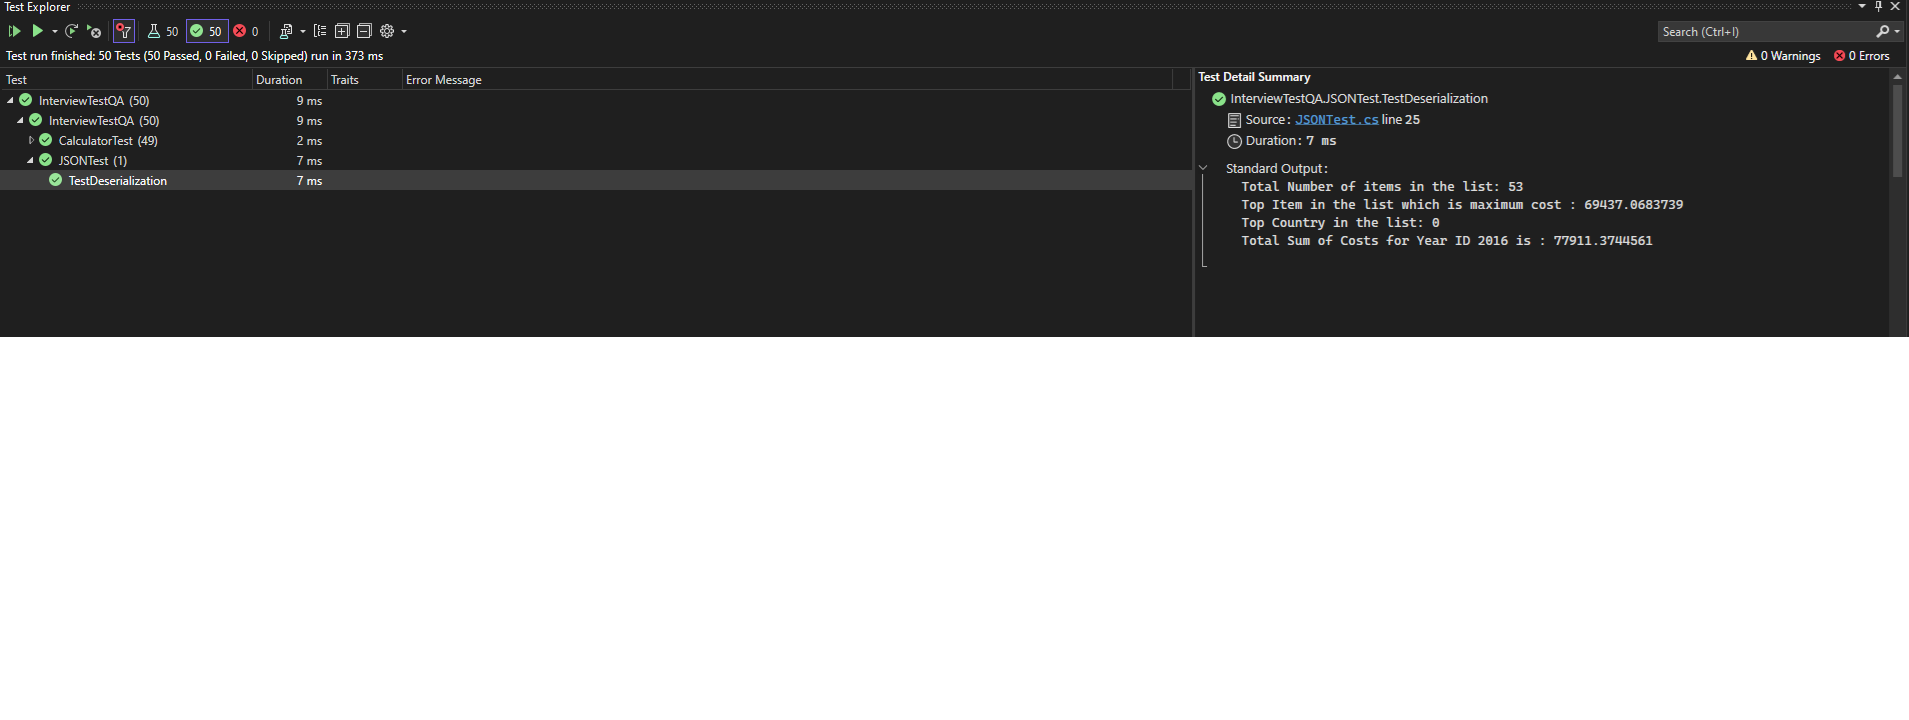 Test Explorer
50 50 0
Search (Ctrl+I)
Test run finished: 50 Tests (50 Passed, 0 Failed, 0 Skipped) run in 373 ms
0 Warnings 0 Errors
Test Duration Traits Error Message
InterviewTestQA (50) 9 ms
InterviewTestQA (50) 9 ms
CalculatorTest (49) 2 ms
JSONTest (1) 7 ms
TestDeserialization 7 ms
Test Detail Summary
InterviewTestQA.JSONTest.TestDeserialization
Source: JSONTest.cs line 25
Duration: 7 ms
Standard Output:
Total Number of items in the list: 53
Top Item in the list which is maximum cost : 69437.0683739
Top Country in the list: 0
Total Sum of Costs for Year ID 2016 is : 77911.3744561